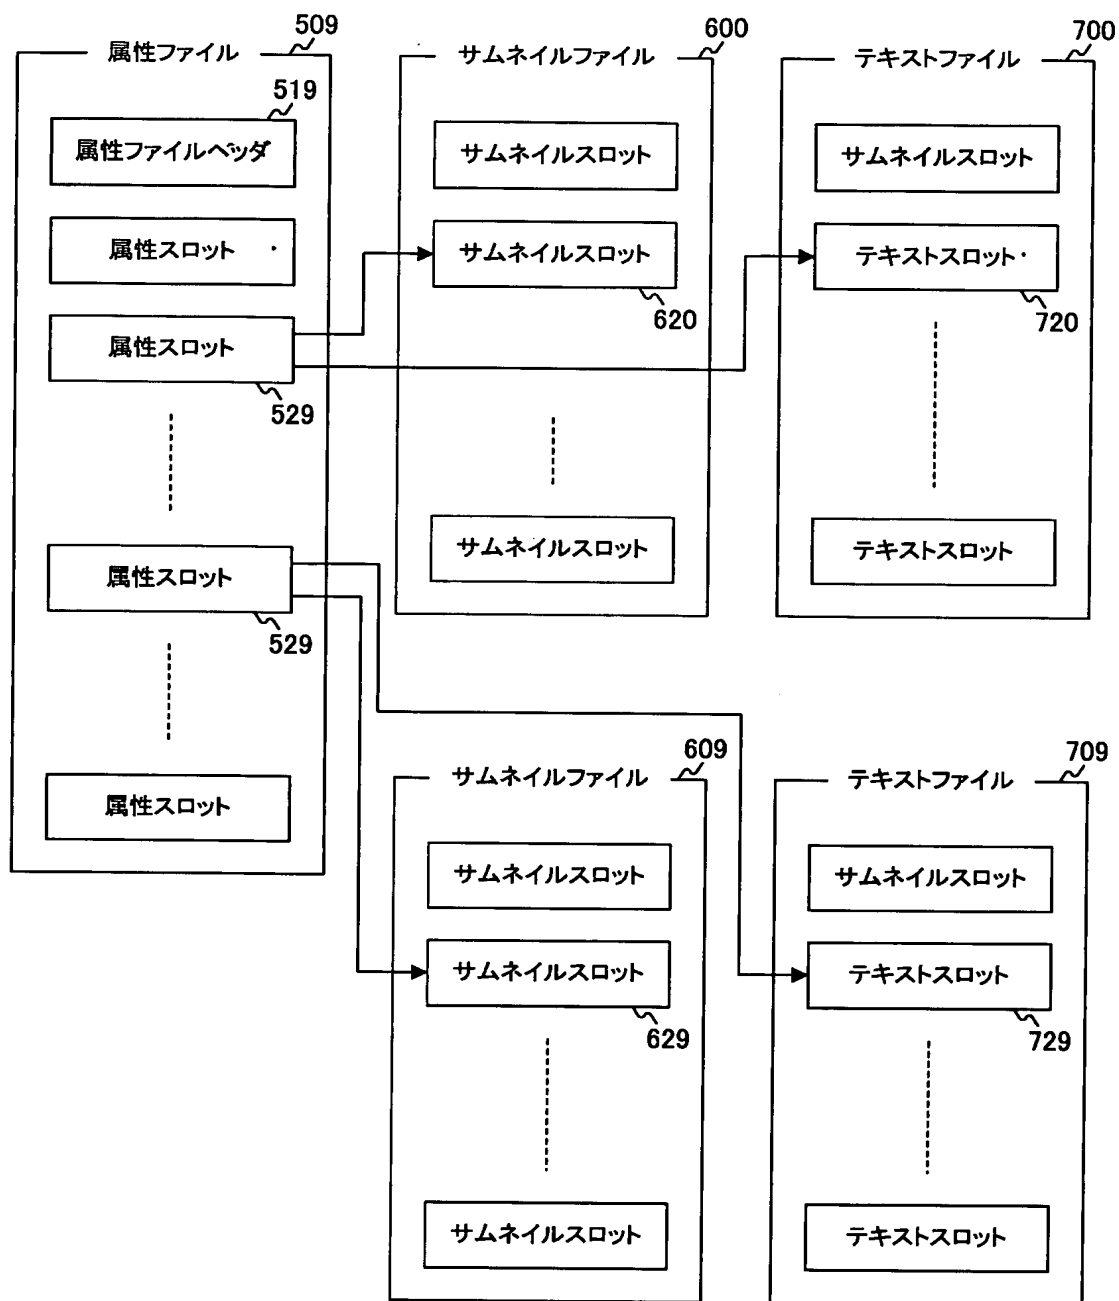 属性ファイル
509
519
属性ファイルヘッダ
属性スロット
属性スロット
529
属性スロット
529
属性スロット
サムネイルファイル
600
サムネイルスロット
サムネイルスロット
620
サムネイルスロット
テキストファイル
700
サムネイルスロット
テキストスロット
720
テキストスロット
サムネイルファイル
609
サムネイルスロット
サムネイルスロット
629
サムネイルスロット
テキストファイル
709
サムネイルスロット
テキストスロット
729
テキストスロット